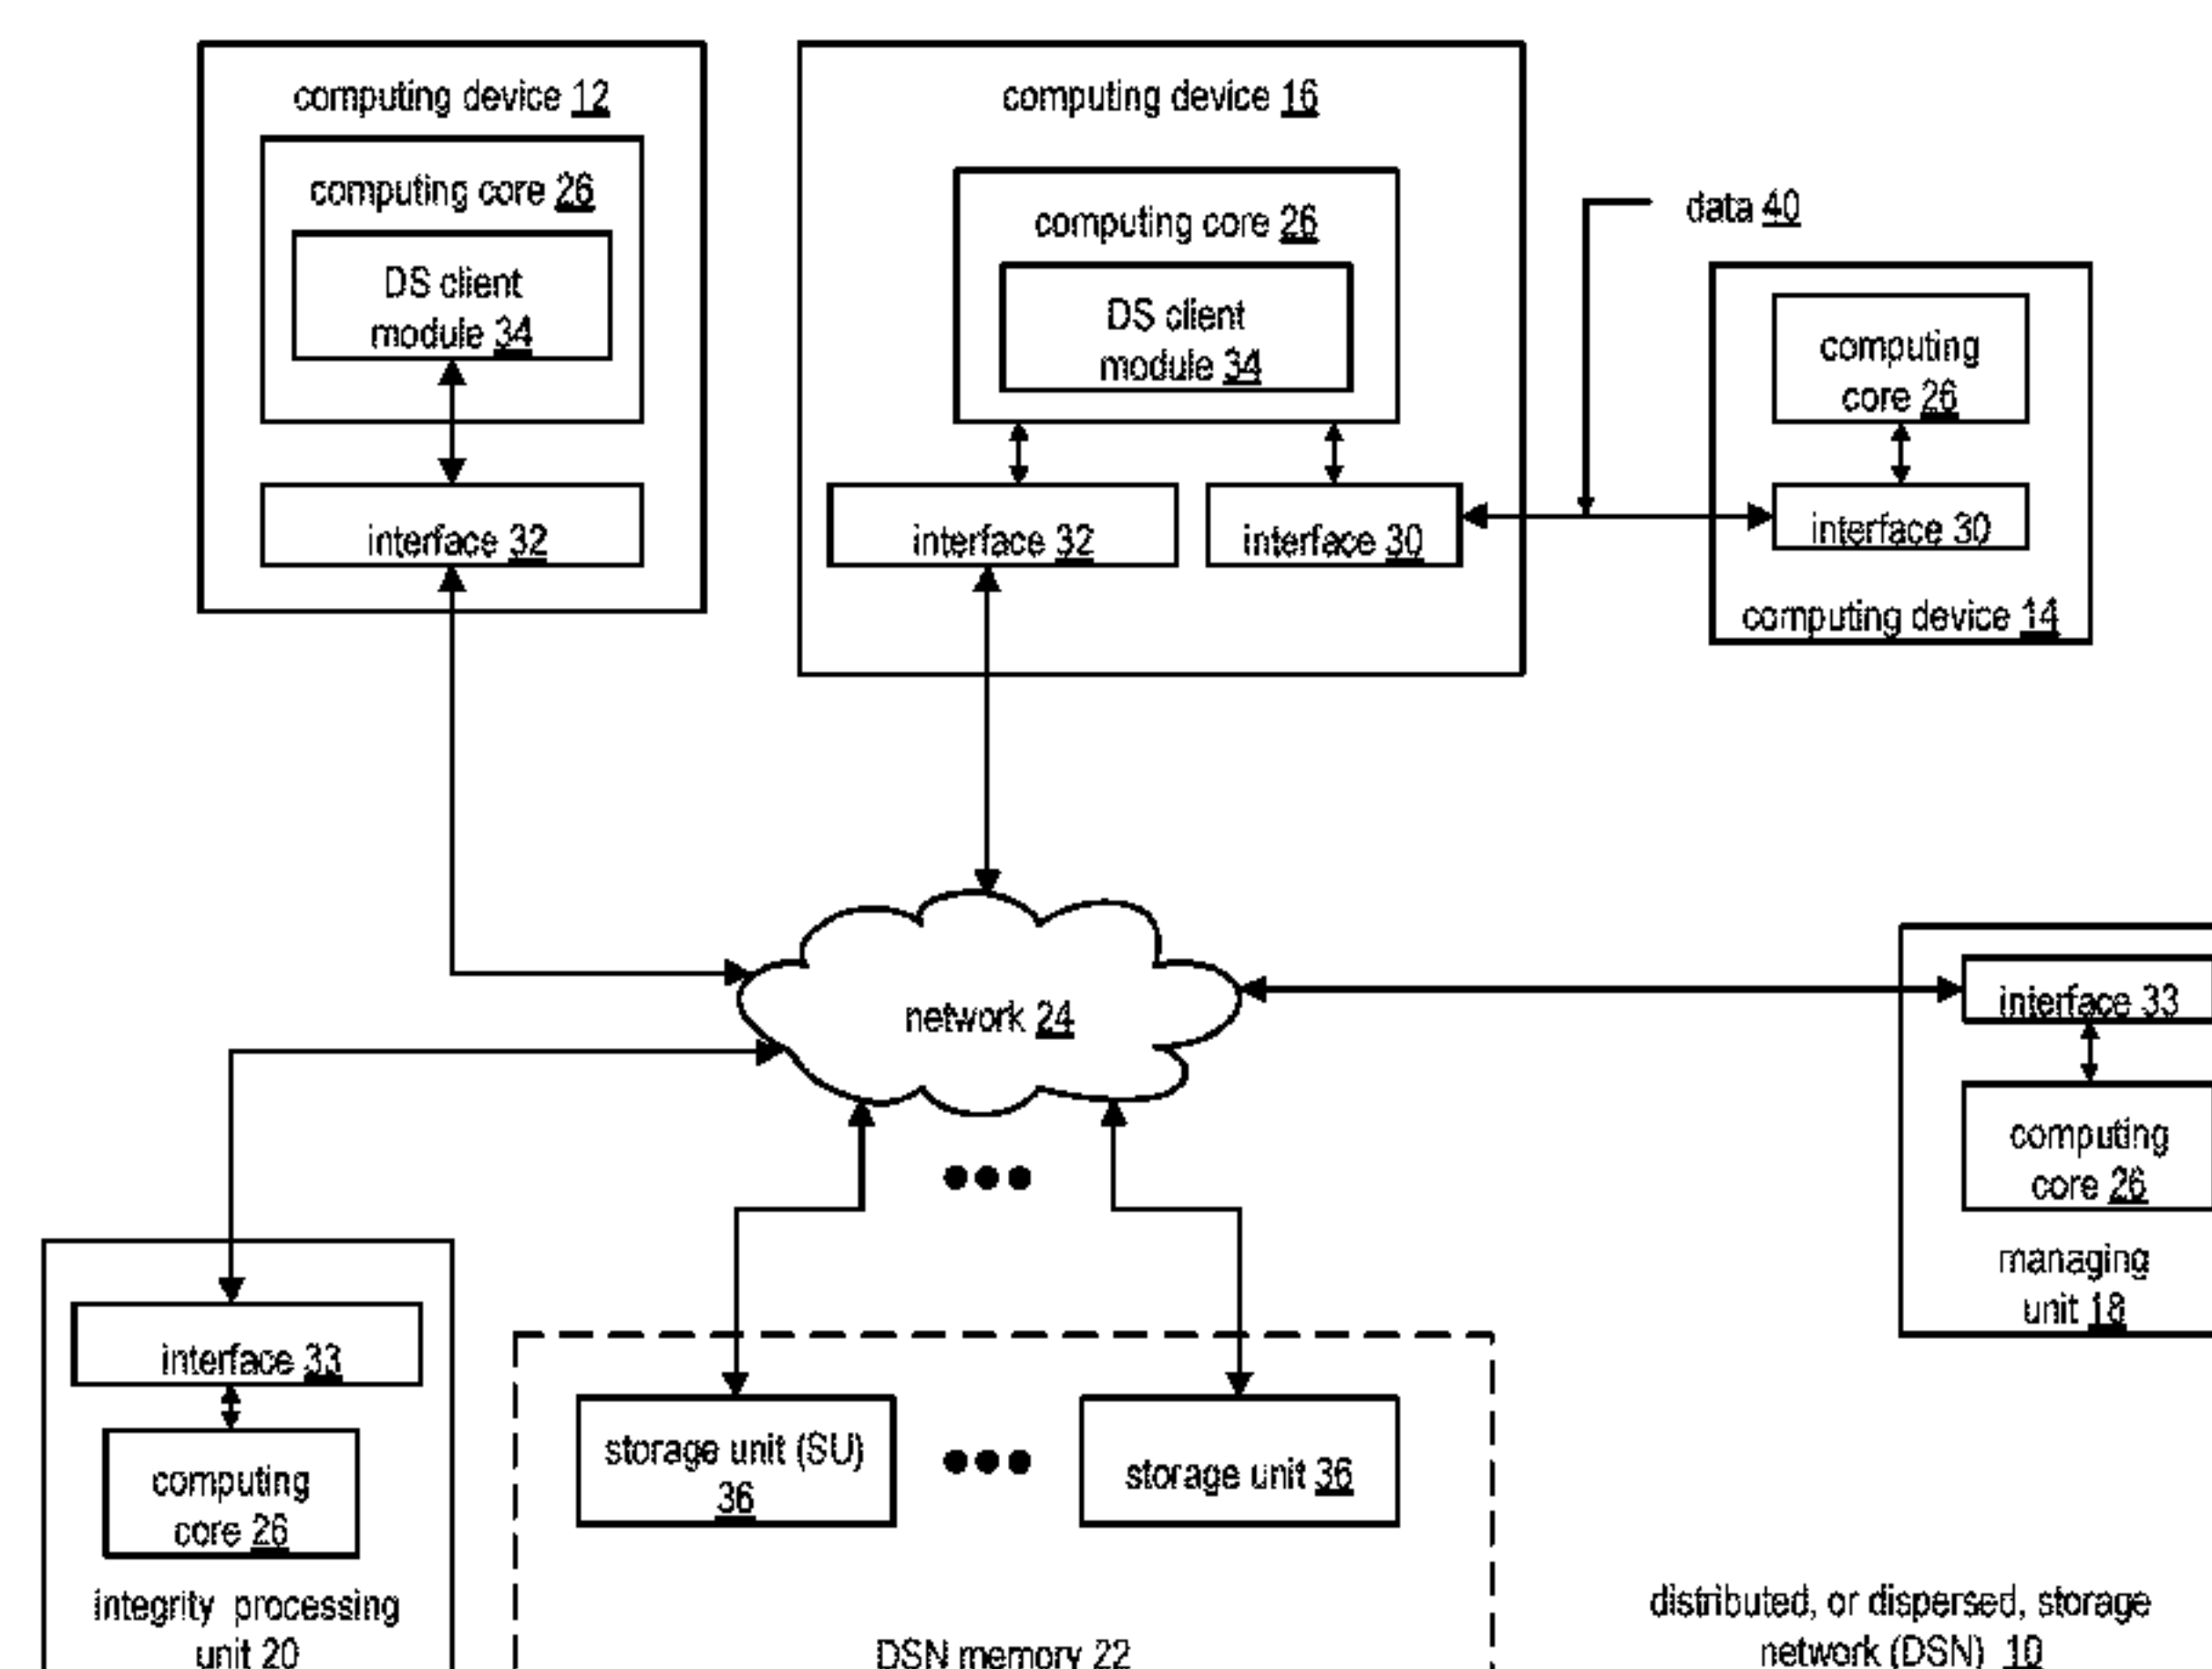 computing device 12
computing core 26
DS client
module 34
interface 32
computing device 16
computing core 26
DS client
module 34
interface 32
interface 30
data 40
computing
core 26
interface 30
computing device 14
network 24
interface 33
computing
core 26
managing
unit 18
interface 33
computing
core 26
integrity processing
unit 20
storage unit (SU)
36
storage unit 36
DSN memory 22
distributed, or dispersed, storage
network (DSN) 10